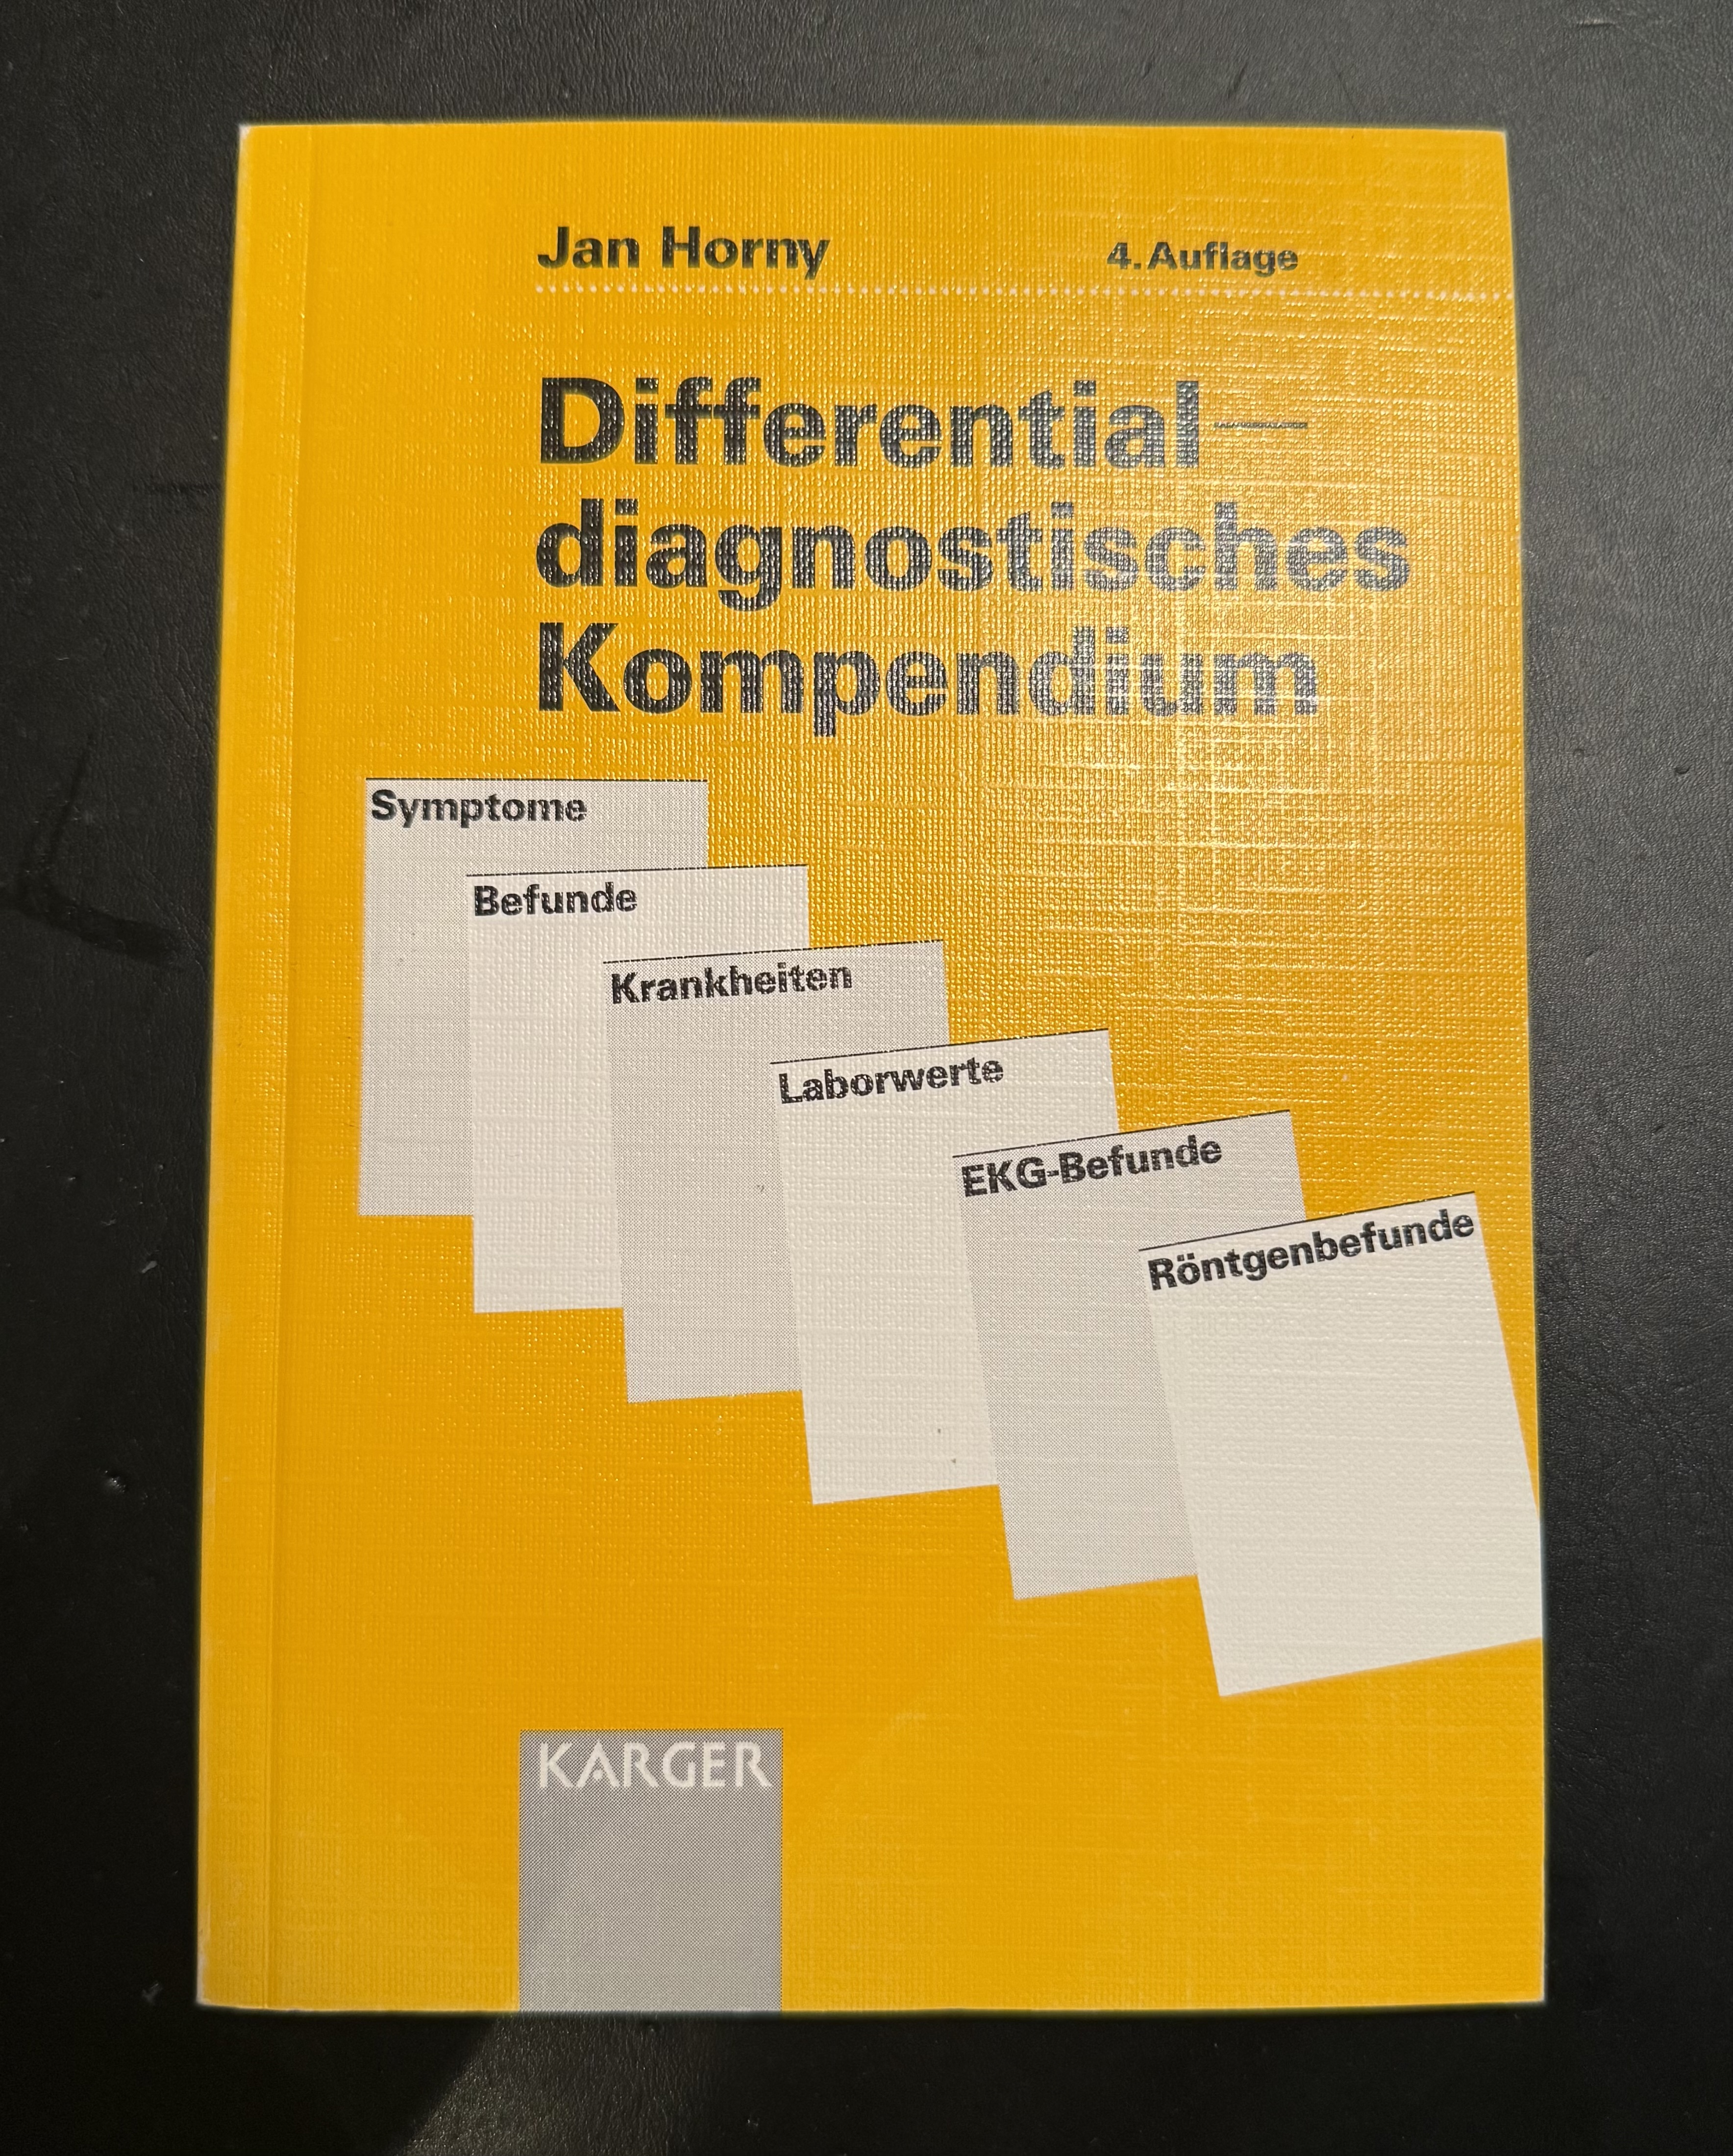 Jan Horny 4. Auflage
Differential-
diagnostisches
Kompendium
Symptome
Befunde
Krankheiten
Laborwerte
EKG-Befunde
Röntgenbefunde
KARGER